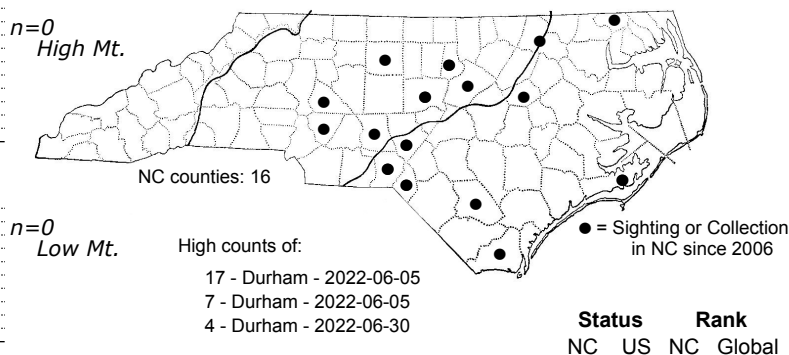 n=0
High Mt.
NC counties: 16
n=0
Low Mt.
High counts of:
17 - Durham - 2022-06-05
7 - Durham - 2022-06-05
4 - Durham - 2022-06-30
● = Sighting or Collection
in NC since 2006
Status Rank
NC US NC Global